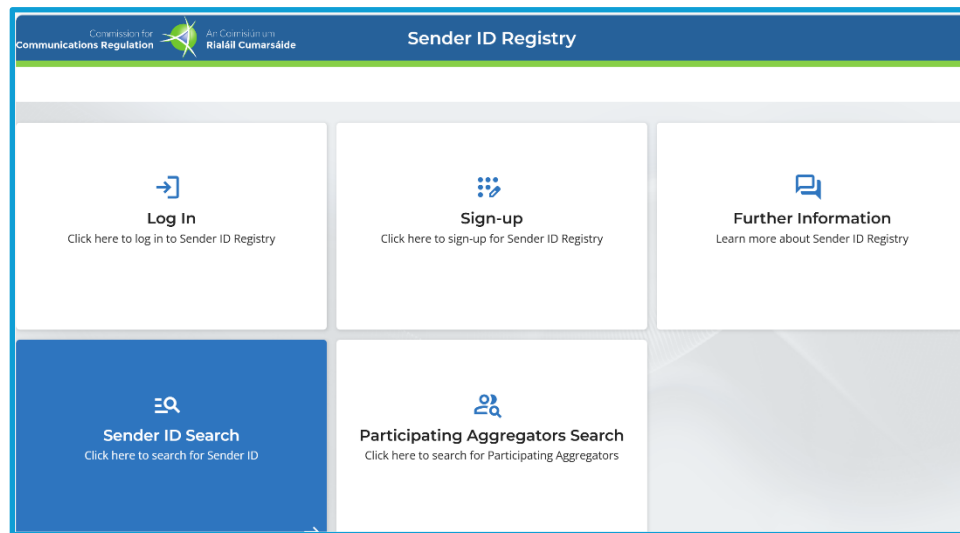 Commission for
Communications Regulation
An Coimisiún um
Rialáil Cumarsáide
Sender ID Registry
Log In
Click here to log in to Sender ID Registry
Sign-up
Click here to sign-up for Sender ID Registry
Further Information
Learn more about Sender ID Registry
Sender ID Search
Click here to search for Sender ID
Participating Aggregators Search
Click here to search for Participating Aggregators